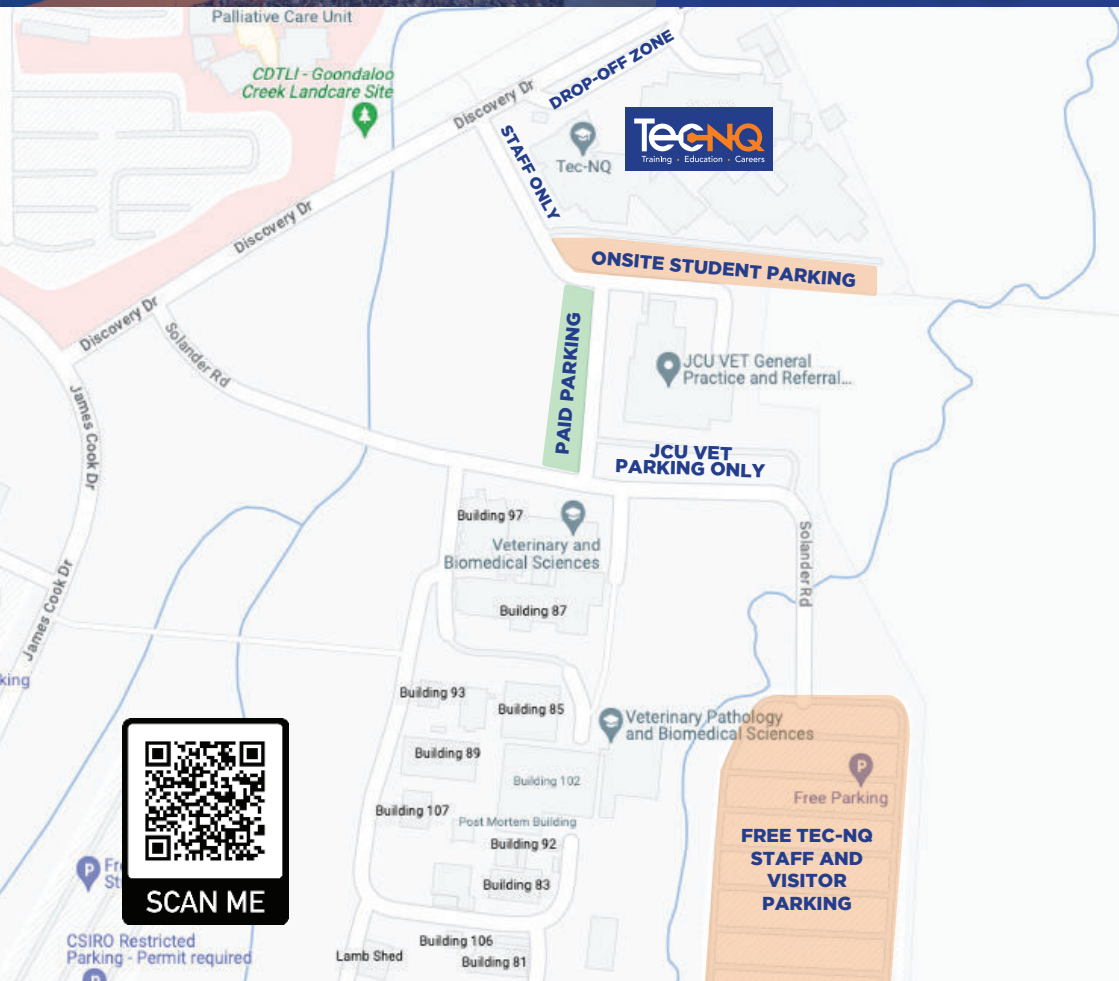 Palliative Care Unit
CDTLI - Goondaloo
Creek Landcare Site
Discovery Dr
DROP-OFF ZONE
STAFF ONLY
Tec-NQ
TECNQ
Training • Education • Careers
Discovery Dr
ONSITE STUDENT PARKING
Discovery Dr
Solander Rd
PAID PARKING
JCU VET General
Practice and Referral...
James Cook Dr
JCU VET
PARKING ONLY
Building 97
Veterinary and
Biomedical Sciences
Solander Rd
Building 87
James Cook Dr
king
Building 93
Building 85
Veterinary Pathology
and Biomedical Sciences
Building 89
Building 102
P
Free Parking
Building 107
Post Mortem Building
Building 92
FREE TEC-NQ
STAFF AND
VISITOR
PARKING
Building 83
P
Fr
St
SCAN ME
CSIRO Restricted
Parking - Permit required
Building 106
Lamb Shed
Building 81